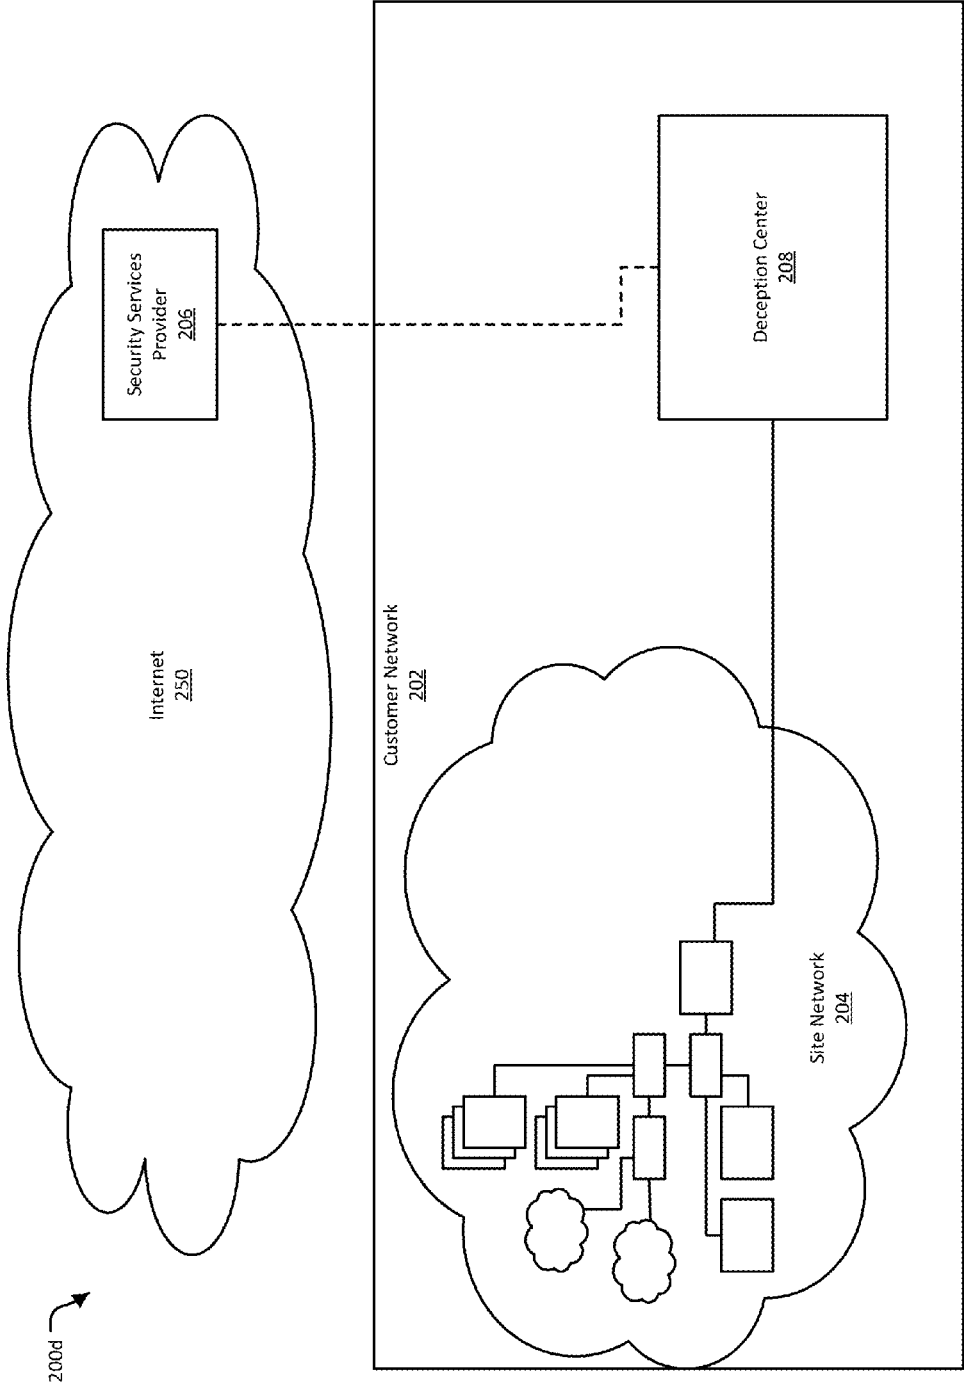 200d
Internet
250
Security Services
Provider
206
Customer Network
202
Site Network
204
Deception Center
208